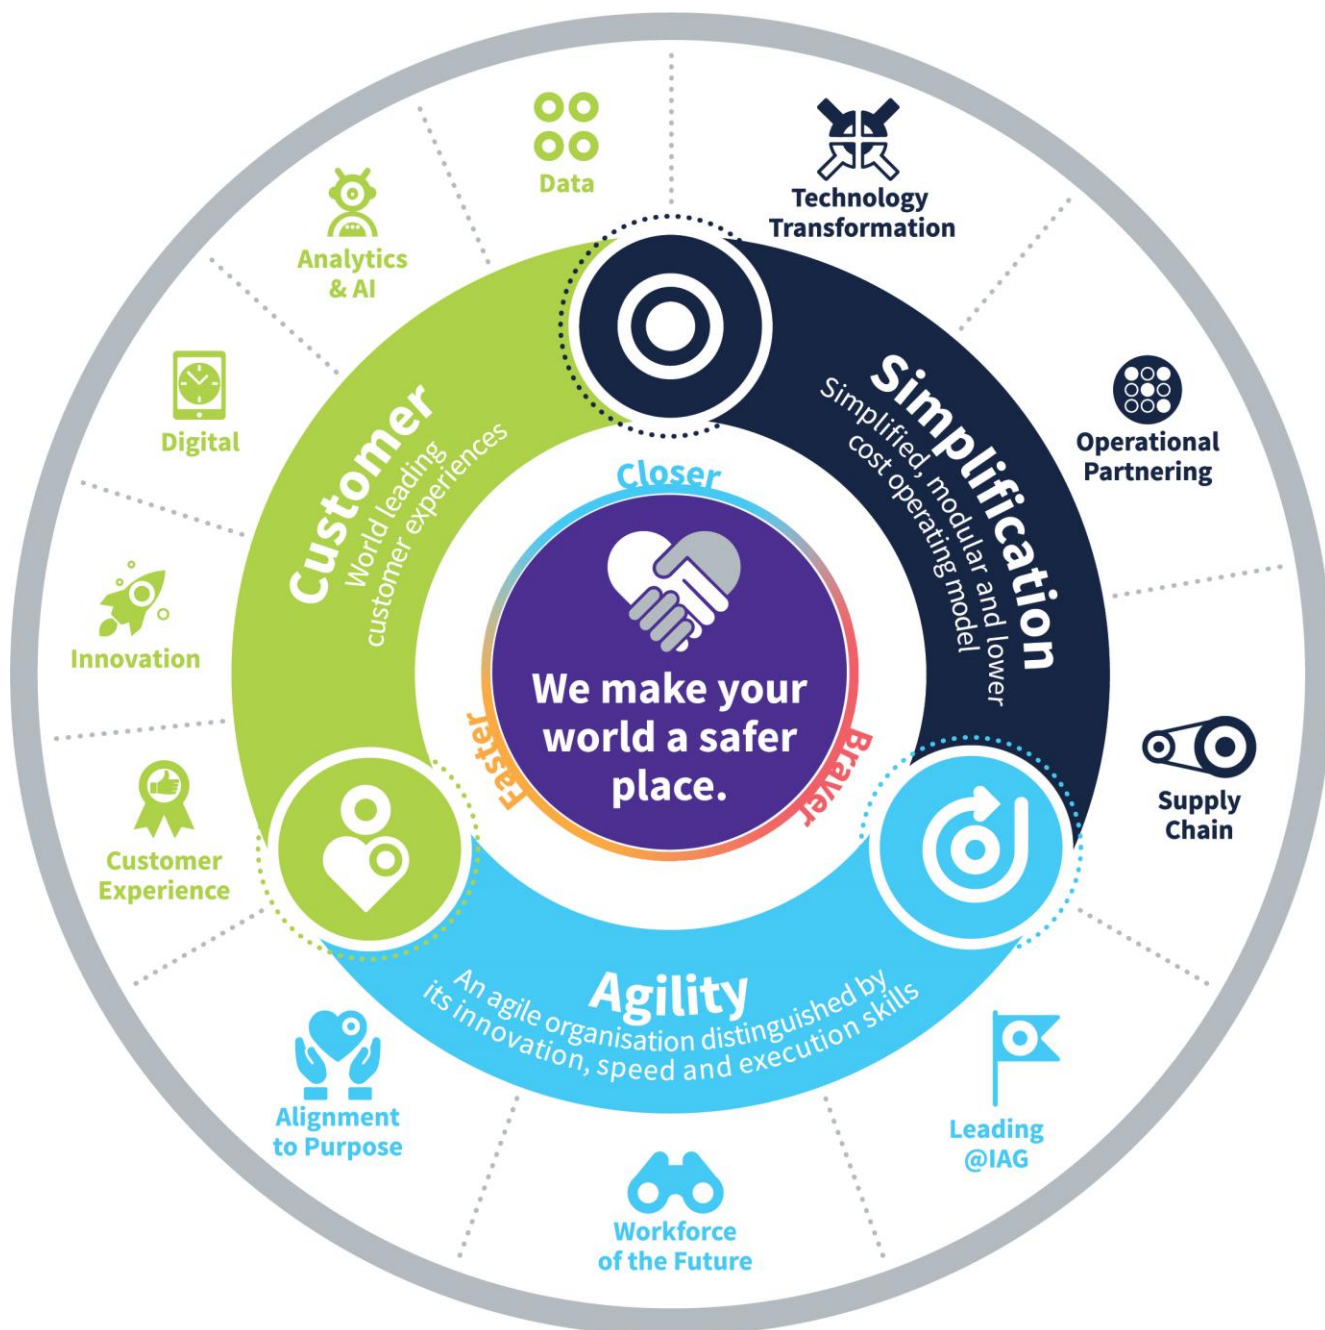 Data
Technology
Transformation
Analytics
& AI
Digital
Operational
Partnering
Innovation
Supply
Chain
Customer
Experience
Customer
World leading
customer experiences
Simplification
Simplified, modular and lower
cost operating model
Closer
Faster
Braver
We make your
world a safer
place.
Agility
An agile organisation distinguished by
its innovation, speed and execution skills
Alignment
to Purpose
Workforce
of the Future
Leading
@IAG